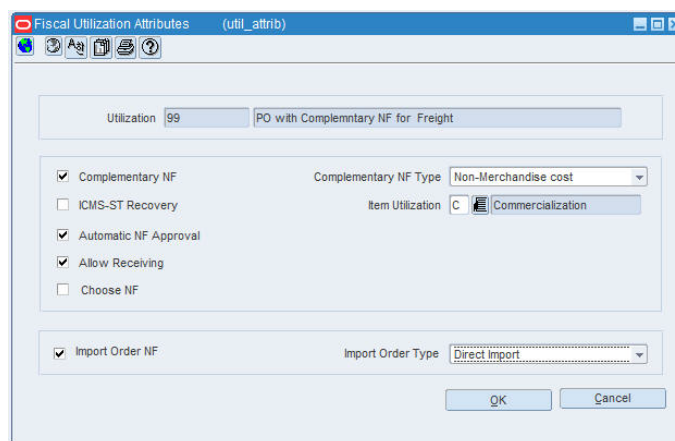 Fiscal Utilization Attributes (util_attrib)
Utilization 99 PO with Complemntary NF for Freight
Complementary NF Complementary NF Type Non-Merchandise cost
ICMS-ST Recovery Item Utilization C Commercialization
Automatic NF Approval
Allow Receiving
Choose NF
Import Order NF Import Order Type Direct Import
OK Cancel